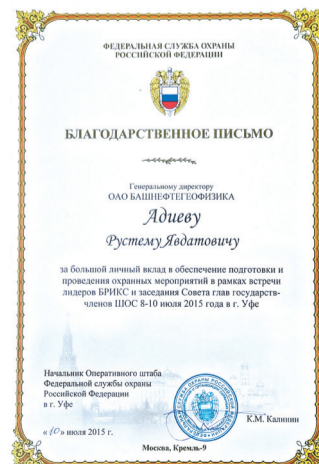 ФЕДЕРАЛЬНАЯ СЛУЖБА ОХРАНЫ
РОССИЙСКОЙ ФЕДЕРАЦИИ
БЛАГОДАРСТВЕННОЕ ПИСЬМО
Генеральному директору
ОАО БАШНЕФТЕГЕОФИЗИКА
Адиеву
Рустему Явдатовичу
за большой личный вклад в обеспечение подготовки и
проведения охранных мероприятий в рамках встречи
лидеров БРИКС и заседания Совета глав государств-
членов ШОС 8-10 июля 2015 года в г. Уфе
Начальник Оперативного штаба
Федеральной службы охраны
Российской Федерации
в г. Уфе
К.М. Калинин
«10» июля 2015 г.
Москва, Кремль-9